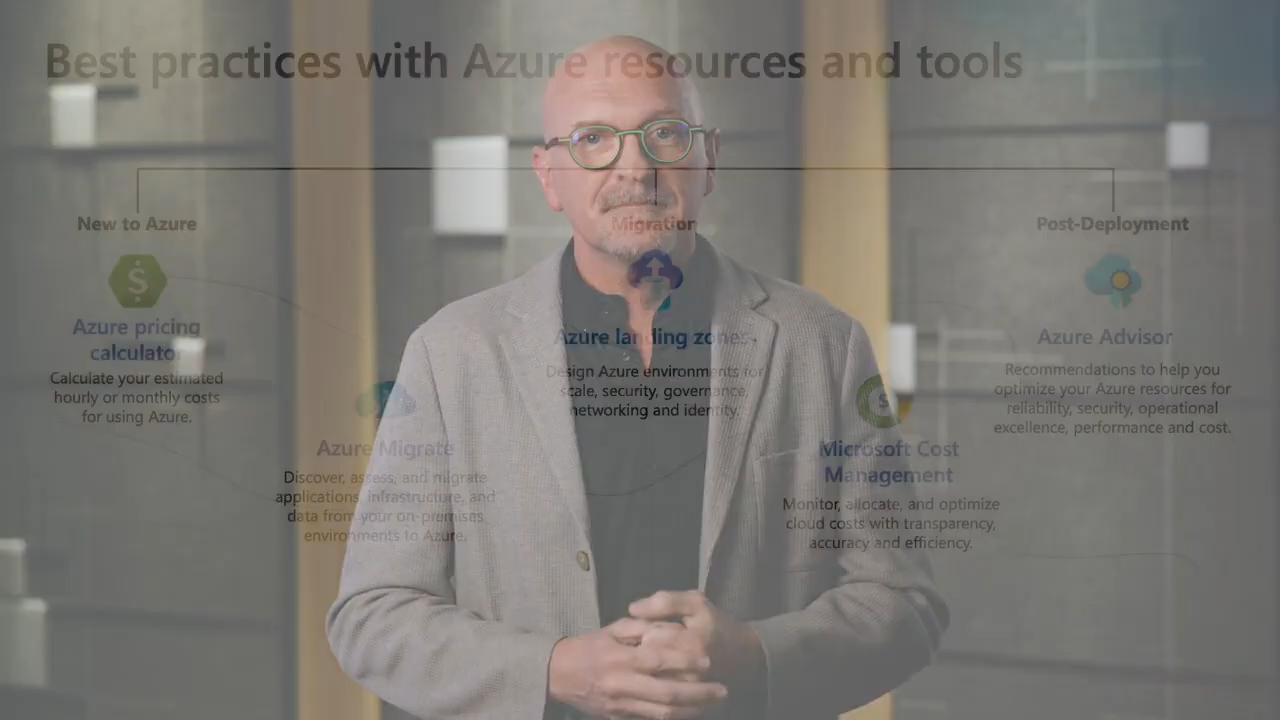 Best practices with Azure resources and tools
New to Azure
Migration
Post-Deployment
$
Azure pricing
calculator
Calculate your estimated
hourly or monthly costs
for using Azure.
Azure Migrate
Discover, assess, and migrate
applications, infrastructure, and
data from your on-premises
environments to Azure.
Azure landing zones
Design Azure environments for
scale, security, governance,
networking and identity.
$
Microsoft Cost
Management
Monitor, allocate, and optimize
cloud costs with transparency,
accuracy and efficiency.
Azure Advisor
Recommendations to help you
optimize your Azure resources for
reliability, security, operational
excellence, performance and cost.